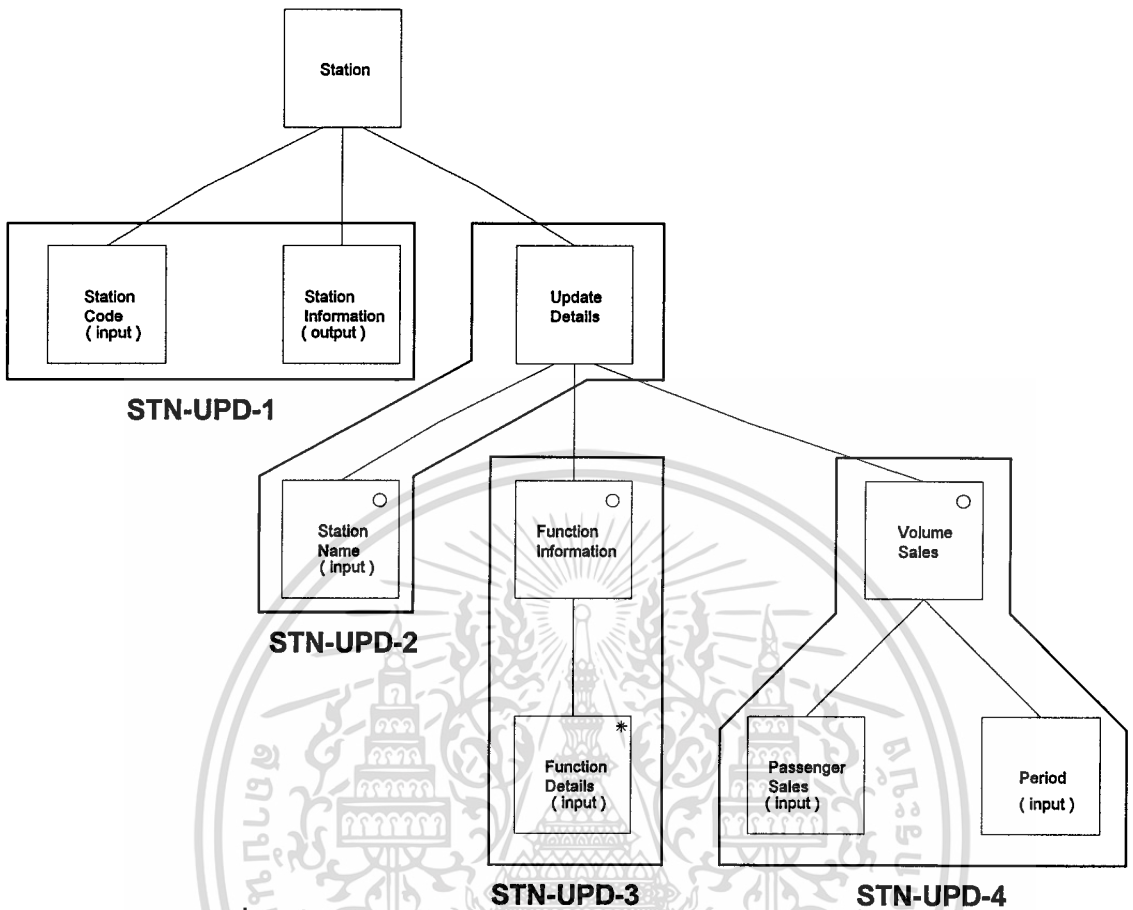 Station
Station
Code
( input )
Station
Information
( output )
Update
Details
STN-UPD-1
Station
Name
( input )
Function
Information
Volume
Sales
STN-UPD-2
Function
Details
( input )
*
Passenger
Sales
( input )
Period
( input )
STN-UPD-3
STN-UPD-4